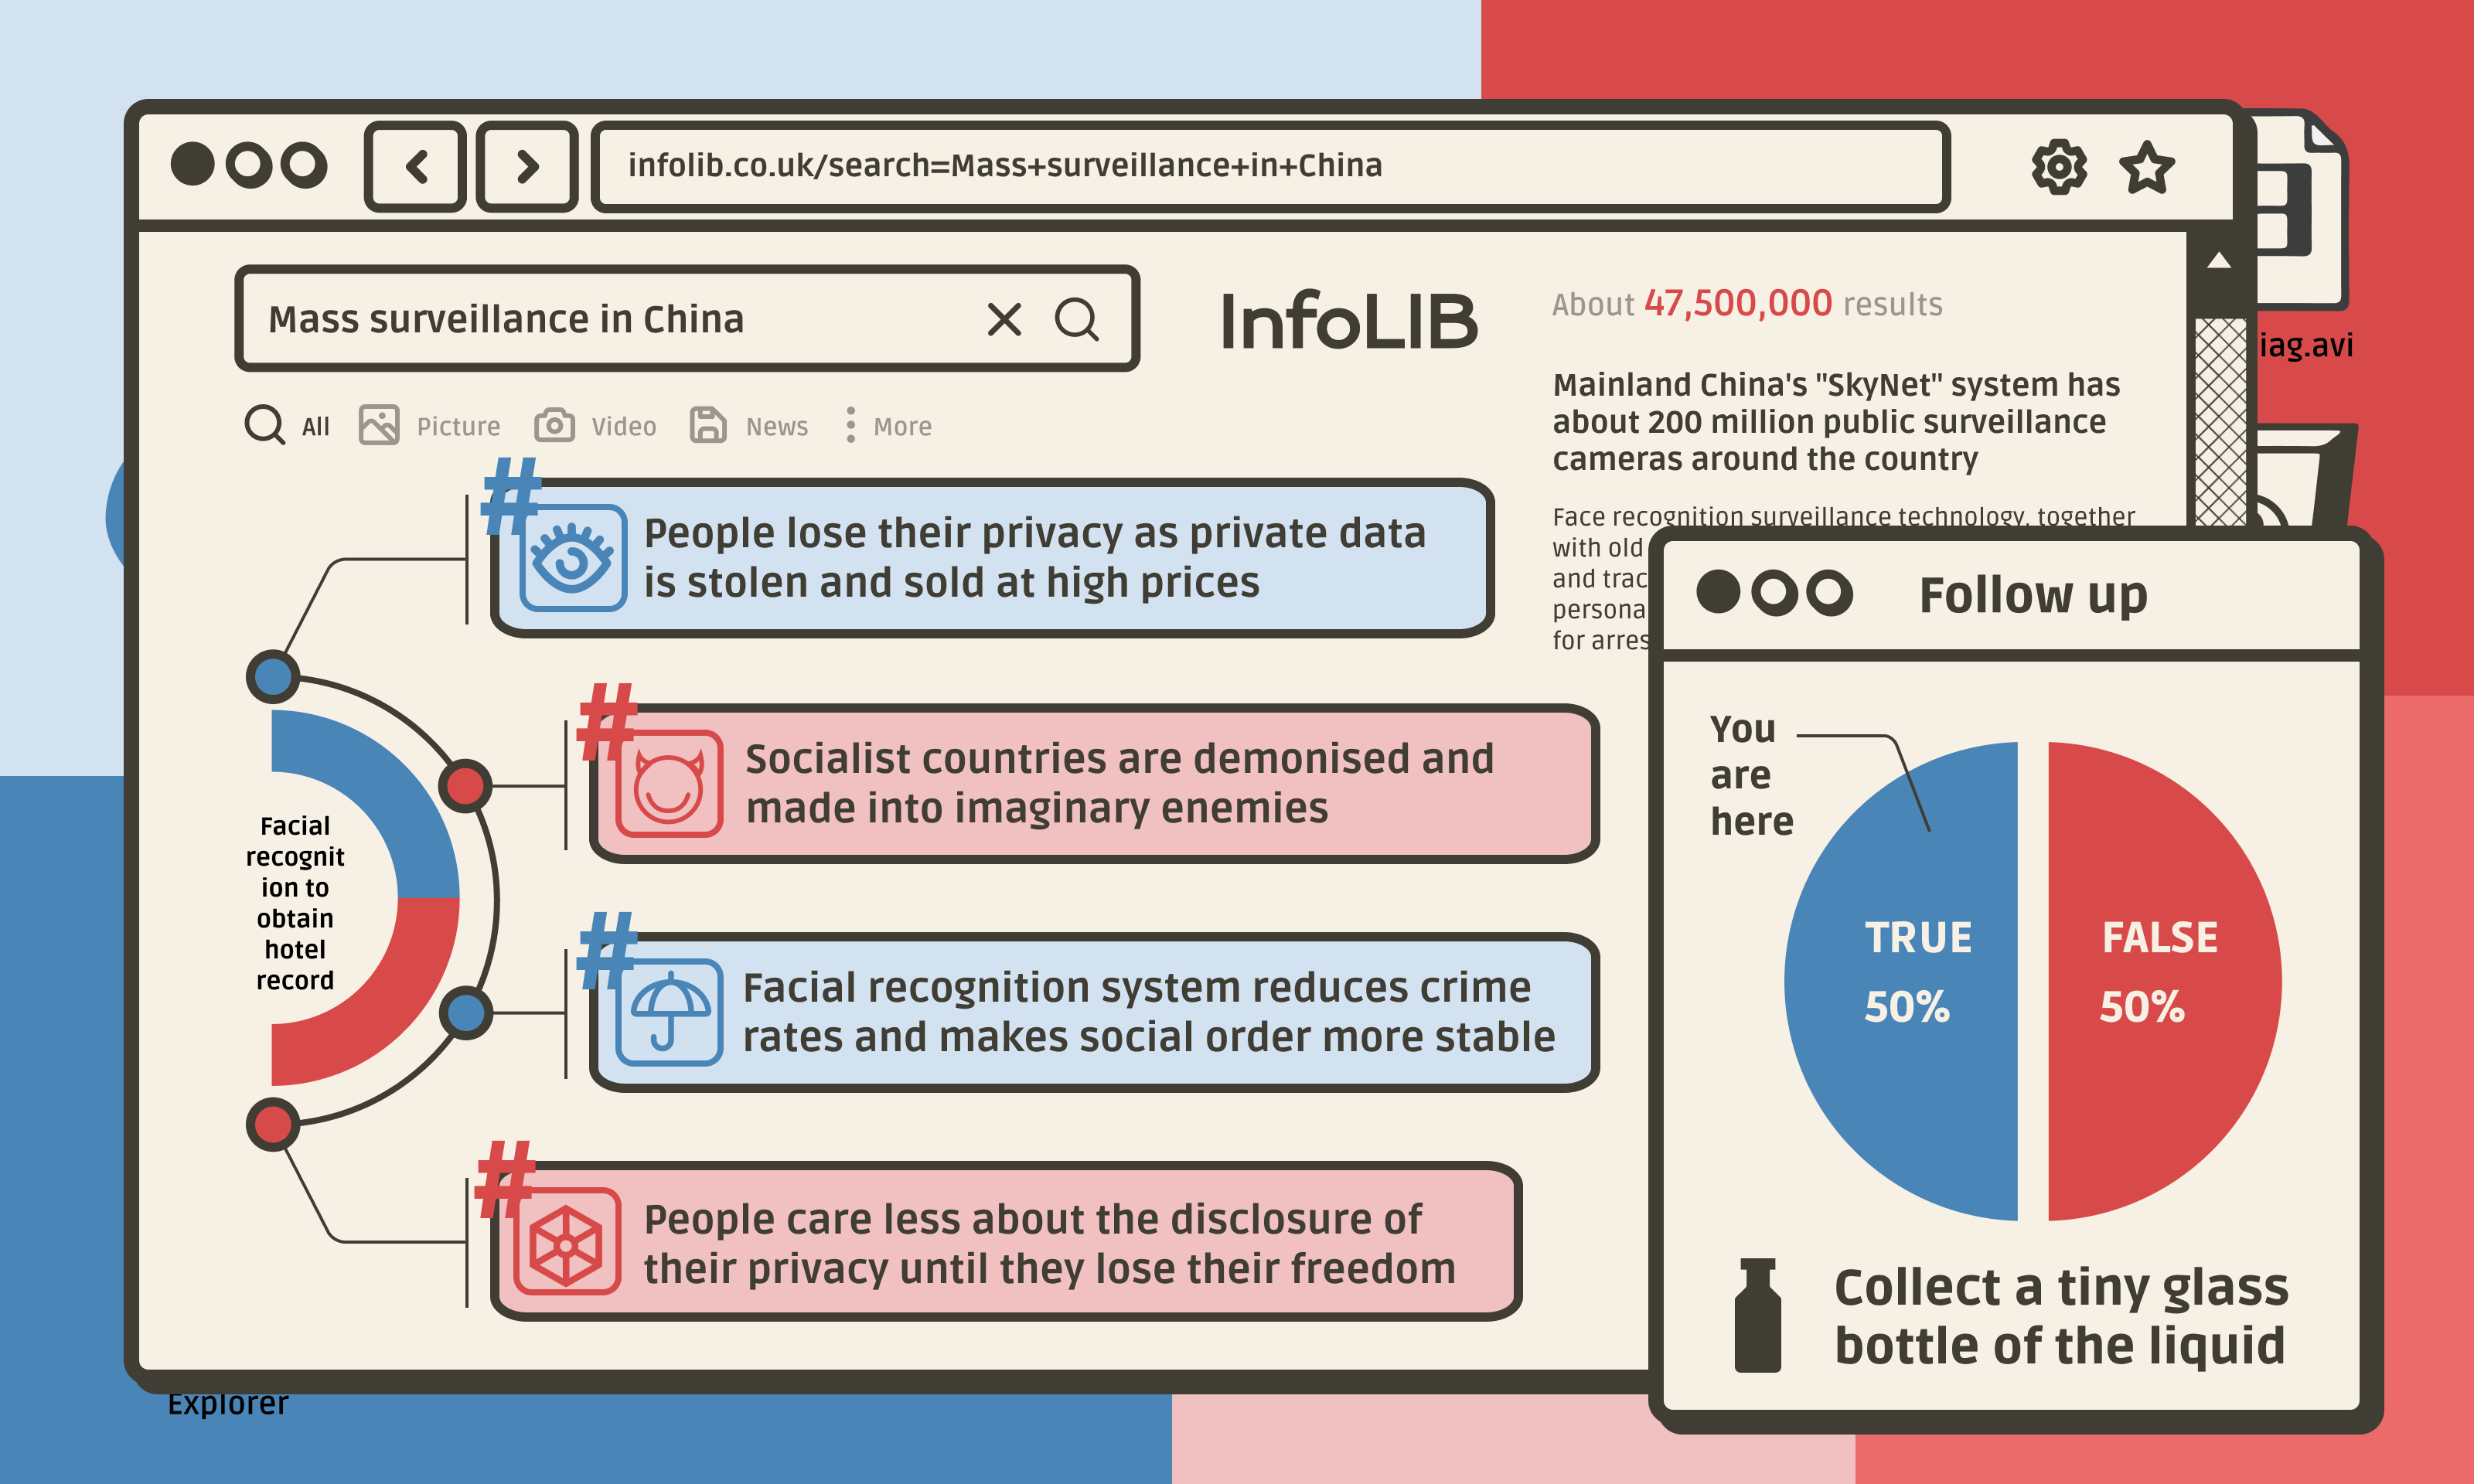 infolib.co.uk/search=Mass+surveillance+in+China
Mass surveillance in China
InfoLIB
About 47,500,000 results
All Picture Video News More
Mainland China's "SkyNet" system has
about 200 million public surveillance
cameras around the country
Face recognition surveillance technology, together
with old
and trac
persona
for arres
iag.avi
# People lose their privacy as private data
is stolen and sold at high prices
# Socialist countries are demonised and
made into imaginary enemies
Facial
recognit
ion to
obtain
hotel
record
# Facial recognition system reduces crime
rates and makes social order more stable
# People care less about the disclosure of
their privacy until they lose their freedom
Follow up
You
are
here
TRUE
50%
FALSE
50%
Collect a tiny glass
bottle of the liquid
Explorer